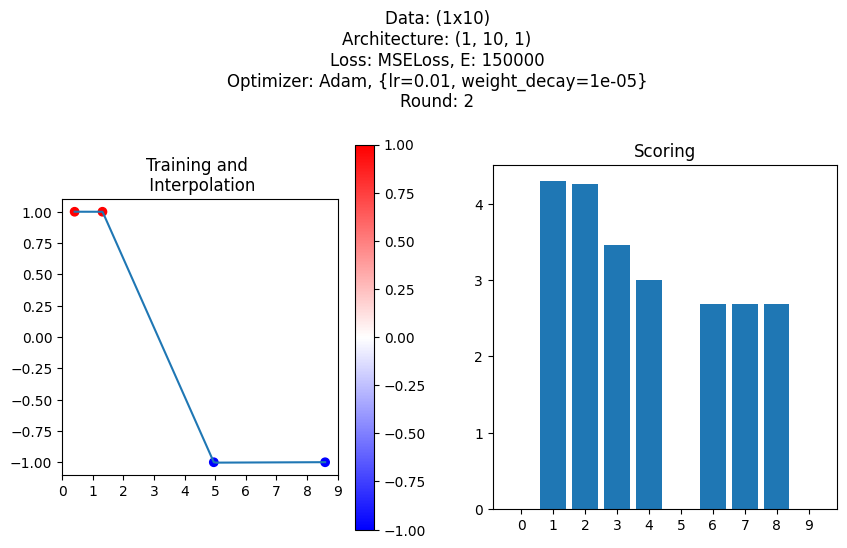 Data: (1x10)
Architecture: (1, 10, 1)
Loss: MSELoss, E: 150000
Optimizer: Adam, {lr=0.01, weight_decay=1e-05}
Round: 2
Training and
Interpolation
1.00
0.75
0.50
0.25
0.00
−0.25
−0.50
−0.75
−1.00
0 1 2 3 4 5 6 7 8 9
1.00
0.75
0.50
0.25
0.00
−0.25
−0.50
−0.75
−1.00
Scoring
4
3
2
1
0
0 1 2 3 4 5 6 7 8 9